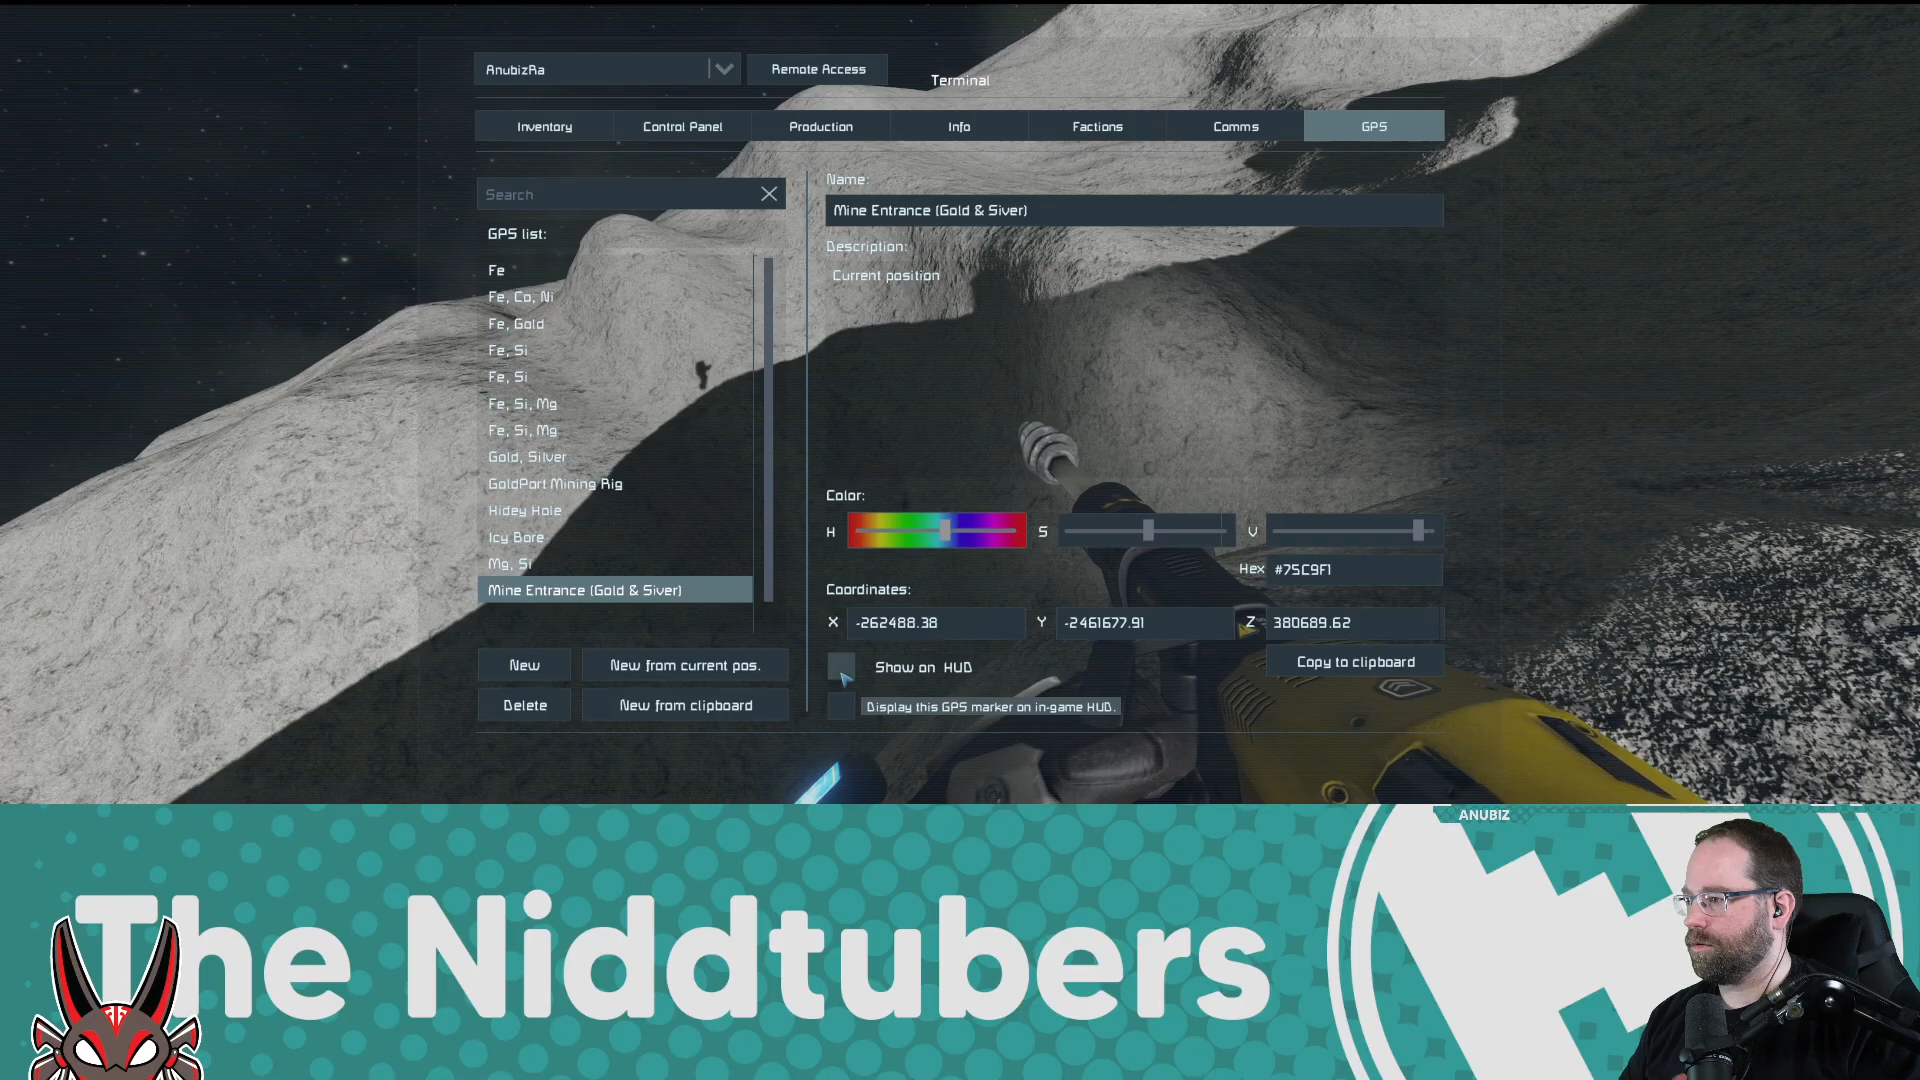 AnubizRa
Remote Access
Terminal
Inventory
Control Panel
Production
Info
Factions
Comms
GPS
Search
GPS list:
Fe
Fe, Co, Ni
Fe, Gold
Fe, Si
Fe, Si
Fe, Si, Mg
Fe, Si, Mg
Gold, Silver
GoldPort Mining Rig
Hidey Hole
Icy Bore
Mg, Si
Mine Entrance (Gold & Siver)
New
New from current pos.
Delete
New from clipboard
Name:
Mine Entrance (Gold & Siver)
Description:
Current position
Color:
H
S
V
Hex #75C9F1
Coordinates:
X -262488.38
Y -2461677.91
Z 380689.62
Show on HUD
Copy to clipboard
Display this GPS marker on in-game HUD.
ANUBIZ
The Niddtubers